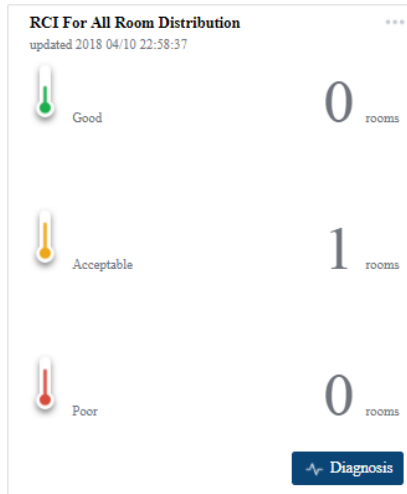 RCI For All Room Distribution
updated 2018 04/10 22:58:37
Good 0 rooms
Acceptable 1 rooms
Poor 0 rooms
Diagnosis